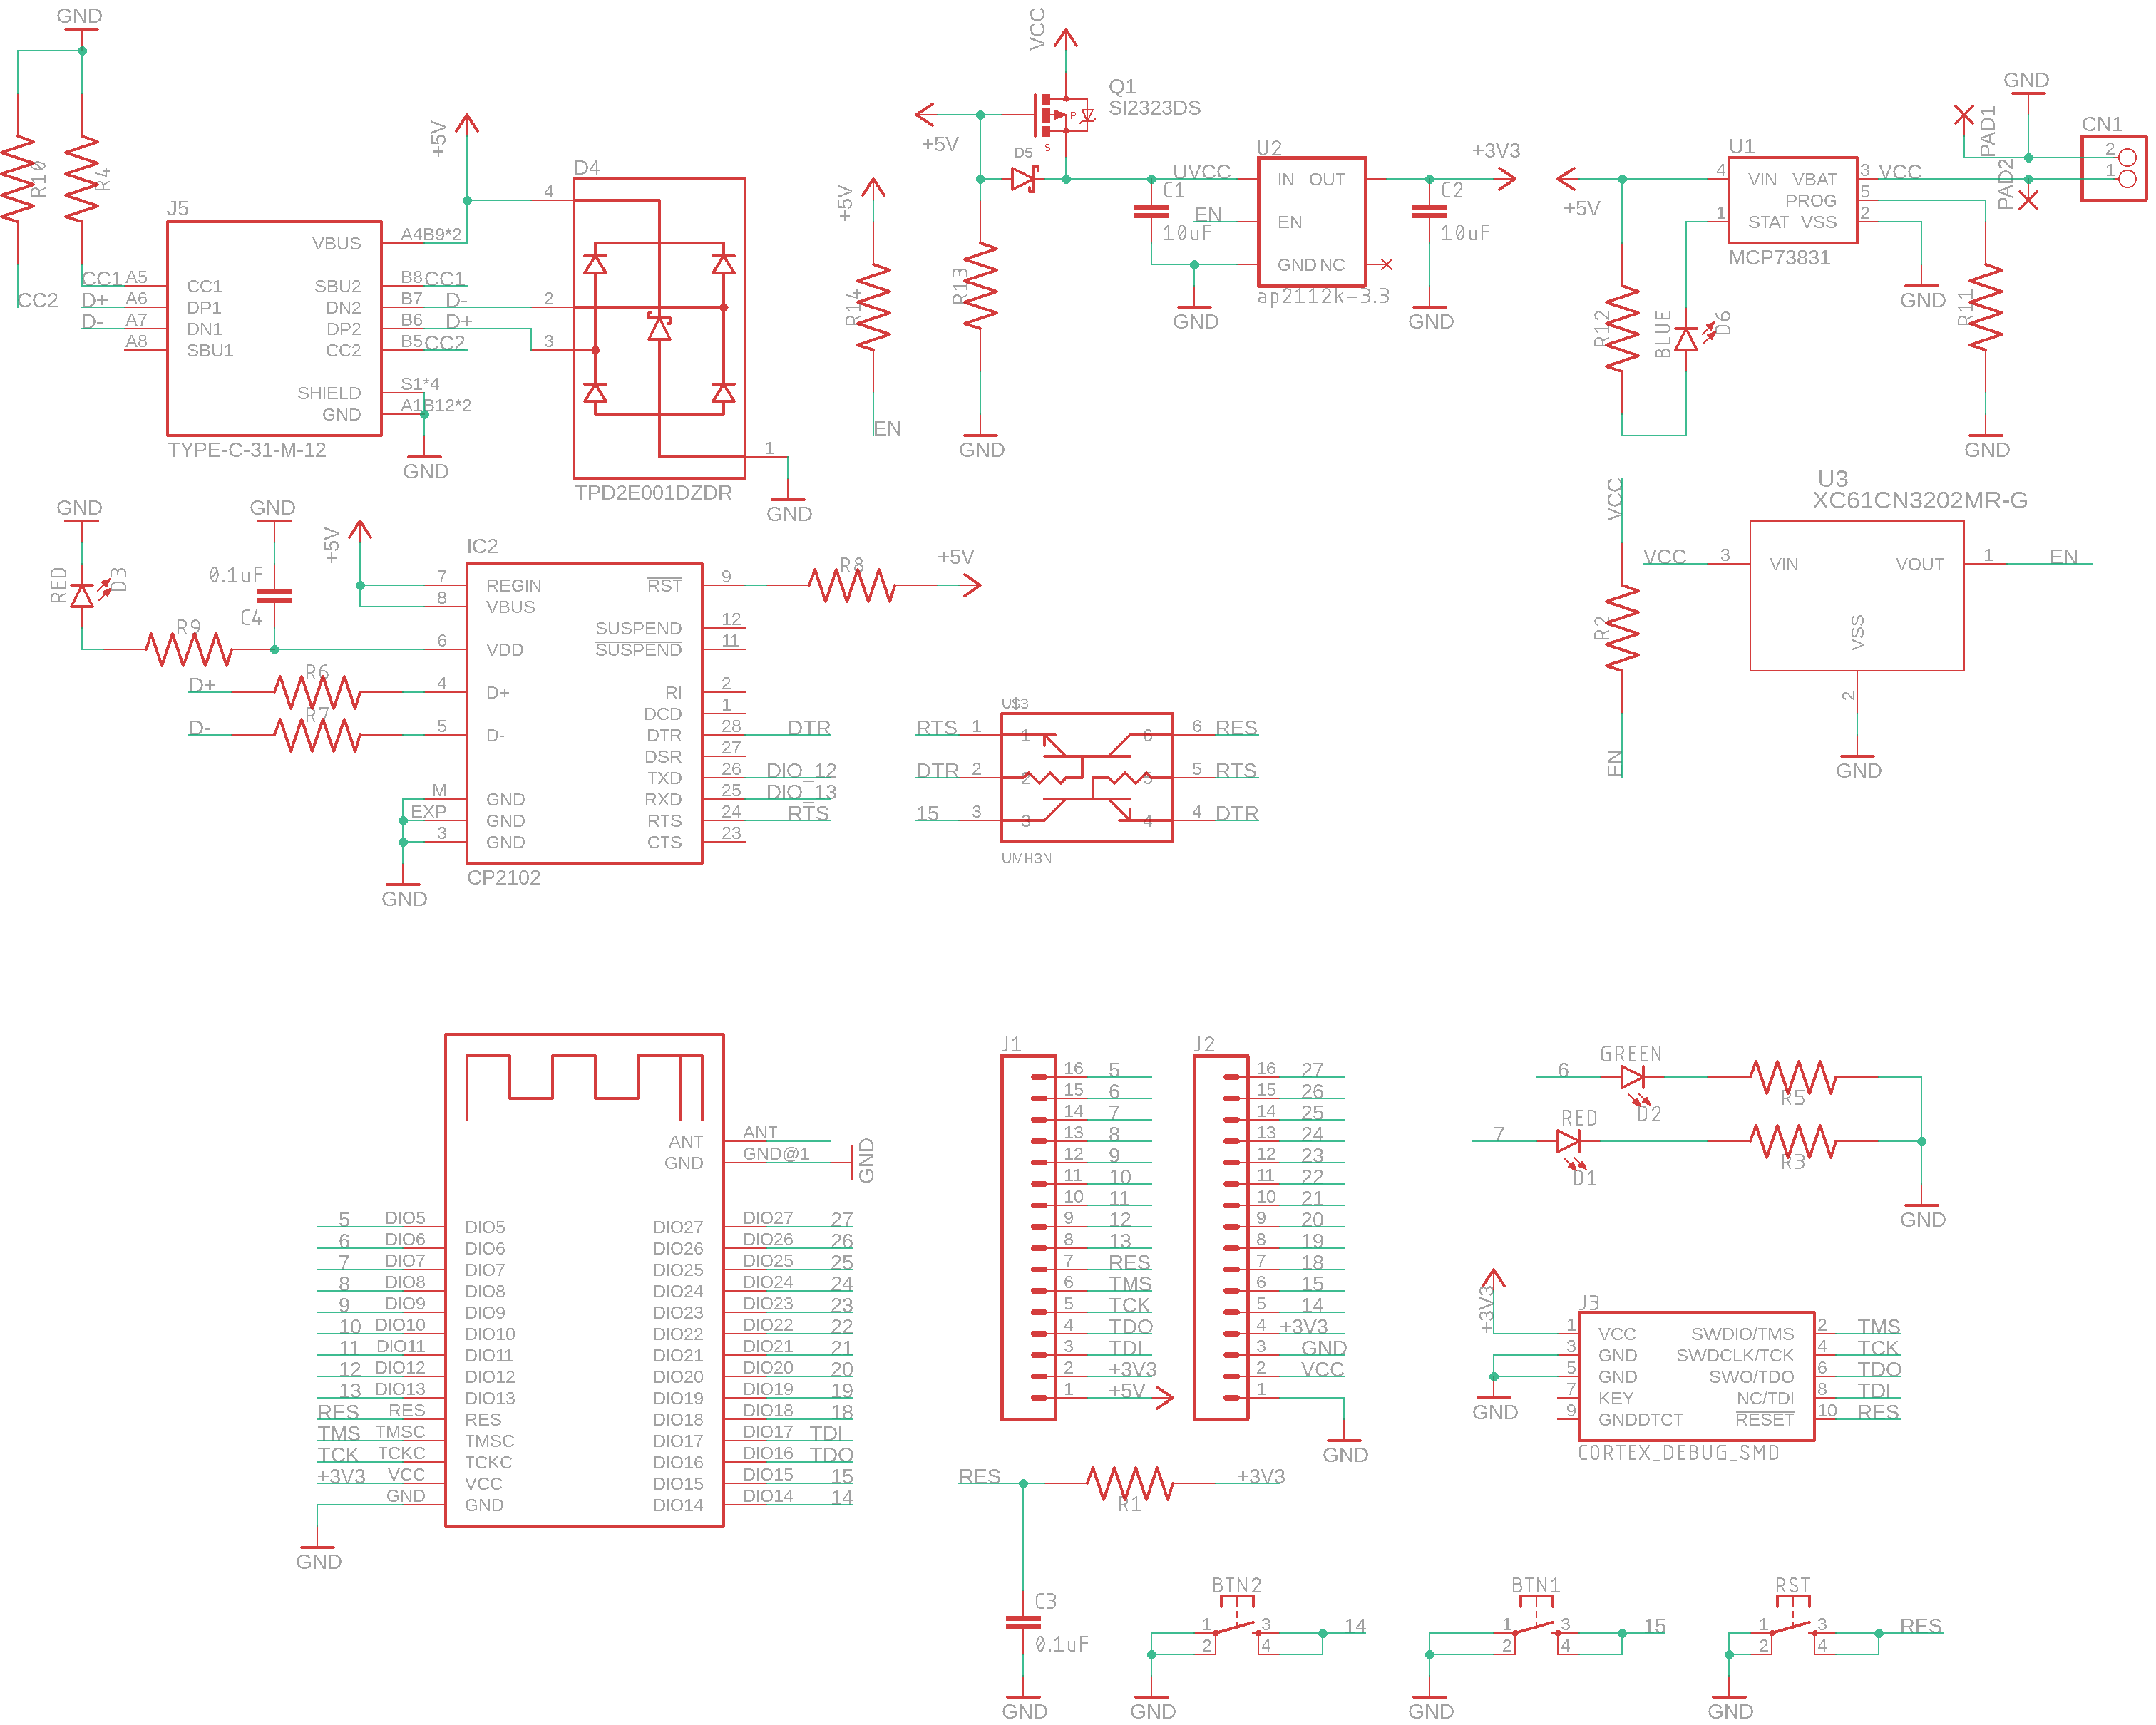 GND
R10
R4
CC2
J5
VBUS
A4B9*2
CC1 A5 CC1 SBU2 B8 CC1
D+ A6 DP1 DN2 B7 D-
D- A7 DN1 DP2 B6 D+
A8 SBU1 CC2 B5 CC2
SHIELD S1*4
GND A1B12*2
TYPE-C-31-M-12
GND
+5V
D4
4
2
3
1
TPD2E001DZDR
GND
+5V
R14
EN
VCC
Q1
SI2323DS
P
S
+5V
D5
R13
GND
UVCC
C1
10uF
EN
GND
U2
IN OUT
EN
GND NC
ap2112k-3.3
+3V3
C2
10uF
GND
+5V
U1
4 VIN VBAT 3 VCC
PROG 5
1 STAT VSS 2
MCP73831
R12
BLUE
D6
GND
R11
GND
PAD1
PAD2
GND
CN1
2
1
GND
RED
D3
R9
GND
0.1uF
C4
+5V
R6
D+
R7
D-
IC2
7 REGIN RST 9
8 VBUS
SUSPEND 12
6 VDD SUSPEND 11
4 D+ RI 2
DCD 1
5 D- DTR 28 DTR
DSR 27
TXD 26 DIO_12
M GND RXD 25 DIO_13
EXP GND RTS 24 RTS
3 GND CTS 23
CP2102
GND
R8
+5V
U$3
RTS 1 1 6 6 RES
DTR 2 2 5 5 RTS
15 3 3 4 4 DTR
UMH3N
VCC
R2
EN
U3
XC61CN3202MR-G
VCC 3 VIN VOUT 1 EN
VSS
2
GND
ANT ANT
GND GND@1
GND
5 DIO5 DIO5 DIO27 DIO27 27
6 DIO6 DIO6 DIO26 DIO26 26
7 DIO7 DIO7 DIO25 DIO25 25
8 DIO8 DIO8 DIO24 DIO24 24
9 DIO9 DIO9 DIO23 DIO23 23
10 DIO10 DIO10 DIO22 DIO22 22
11 DIO11 DIO11 DIO21 DIO21 21
12 DIO12 DIO12 DIO20 DIO20 20
13 DIO13 DIO13 DIO19 DIO19 19
RES RES RES DIO18 DIO18 18
TMS TMSC TMSC DIO17 DIO17 TDI
TCK TCKC TCKC DIO16 DIO16 TDO
+3V3 VCC VCC DIO15 DIO15 15
GND GND DIO14 DIO14 14
GND
J1
16 5
15 6
14 7
13 8
12 9
11 10
10 11
9 12
8 13
7 RES
6 TMS
5 TCK
4 TDO
3 TDI
2 +3V3
1 +5V
J2
16 27
15 26
14 25
13 24
12 23
11 22
10 21
9 20
8 19
7 18
6 15
5 14
4 +3V3
3 GND
2 VCC
1
GND
GREEN
6
D2
R5
RED
7
D1
R3
GND
+3V3
J3
1 VCC SWDIO/TMS 2 TMS
3 GND SWDCLK/TCK 4 TCK
5 GND SWO/TDO 6 TDO
7 KEY NC/TDI 8 TDI
9 GNDDTCT RESET 10 RES
CORTEX_DEBUG_SMD
GND
RES
R1
+3V3
C3
0.1uF
GND
BTN2
1 3 14
2 4
GND
BTN1
1 3 15
2 4
GND
RST
1 3 RES
2 4
GND